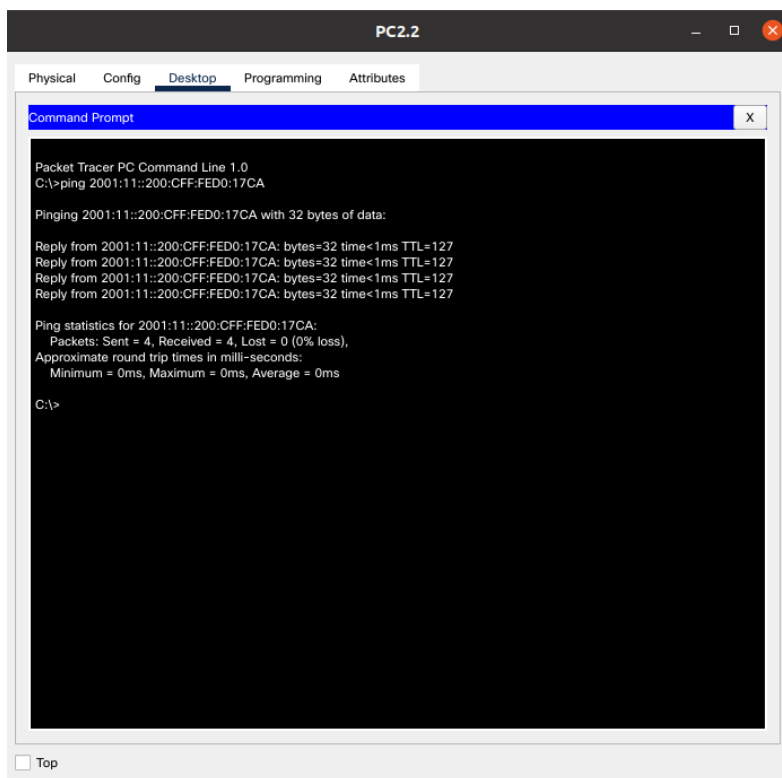 PC2.2
Physical Config Desktop Programming Attributes
Command Prompt
X
Packet Tracer PC Command Line 1.0
C:\>ping 2001:11::200:CFF:FED0:17CA
Pinging 2001:11::200:CFF:FED0:17CA with 32 bytes of data:
Reply from 2001:11::200:CFF:FED0:17CA: bytes=32 time<1ms TTL=127
Reply from 2001:11::200:CFF:FED0:17CA: bytes=32 time<1ms TTL=127
Reply from 2001:11::200:CFF:FED0:17CA: bytes=32 time<1ms TTL=127
Reply from 2001:11::200:CFF:FED0:17CA: bytes=32 time<1ms TTL=127
Ping statistics for 2001:11::200:CFF:FED0:17CA:
Packets: Sent = 4, Received = 4, Lost = 0 (0% loss),
Approximate round trip times in milli-seconds:
Minimum = 0ms, Maximum = 0ms, Average = 0ms
C:\>
Top